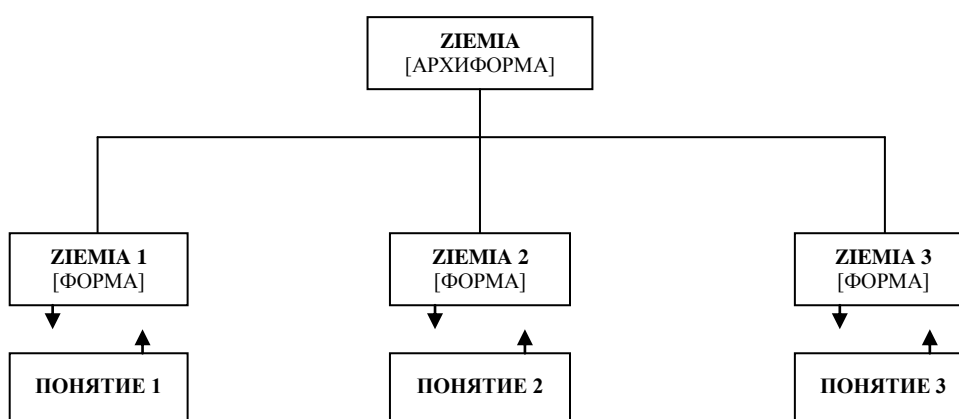 ZIEMIA
[АРХИФОРМА]
ZIEMIA 1
[ФОРМА]
ZIEMIA 2
[ФОРМА]
ZIEMIA 3
[ФОРМА]
ПОНЯТИЕ 1
ПОНЯТИЕ 2
ПОНЯТИЕ 3